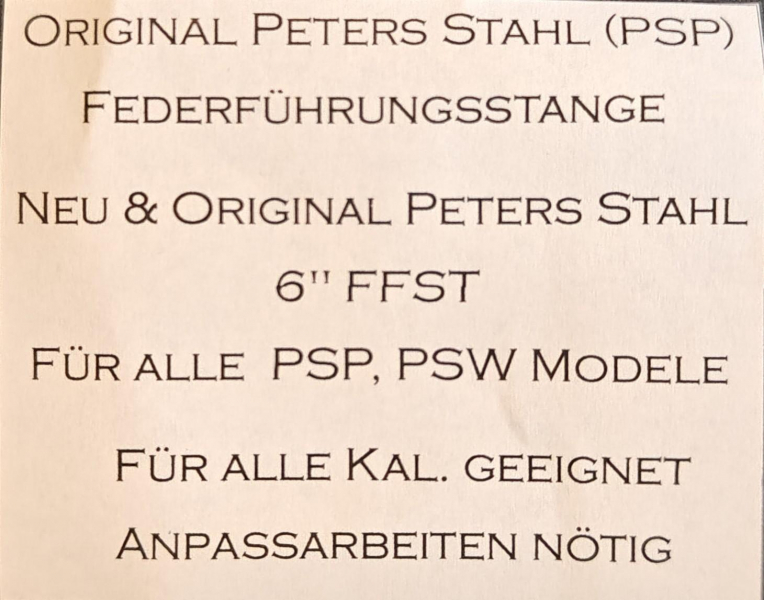 Original Peters Stahl (PSP)
Federführungsstange
Neu & Original Peters Stahl
6" FFST
Für alle PSP, PSW Modele
Für alle Kal. geeignet
Anpassarbeiten nötig